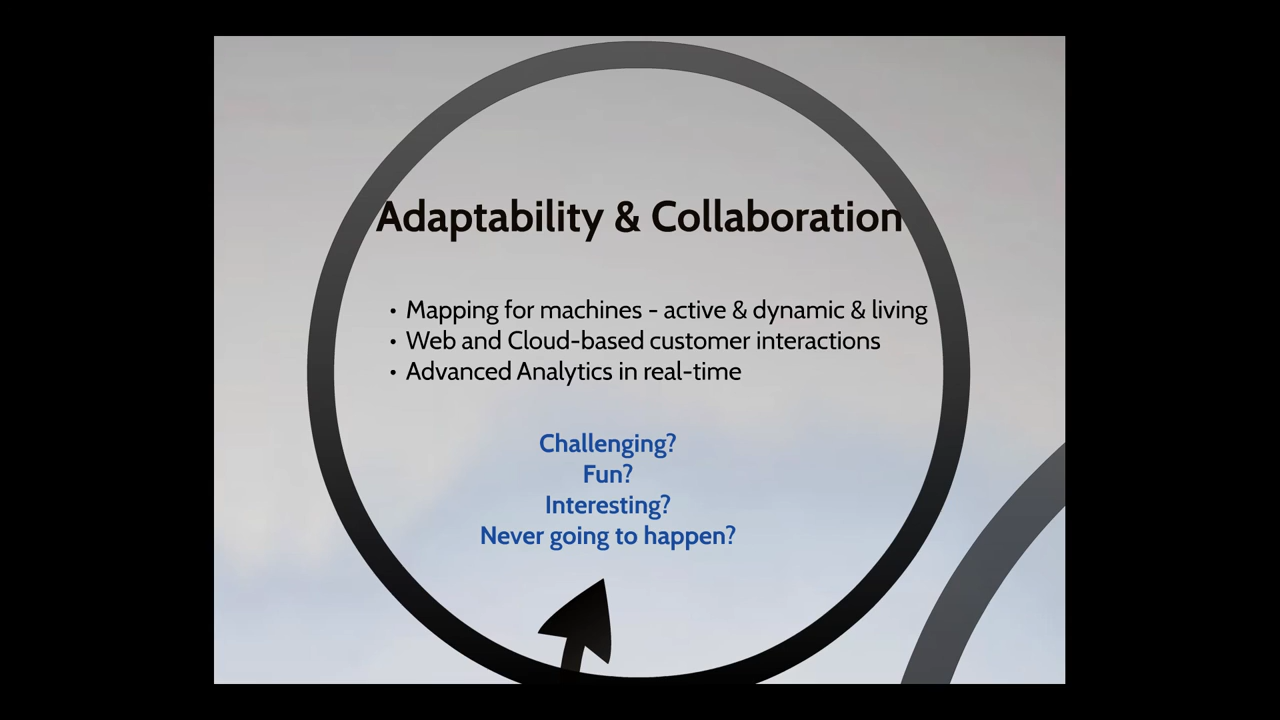 Adaptability & Collaboration
• Mapping for machines - active & dynamic & living
• Web and Cloud-based customer interactions
• Advanced Analytics in real-time
Challenging?
Fun?
Interesting?
Never going to happen?